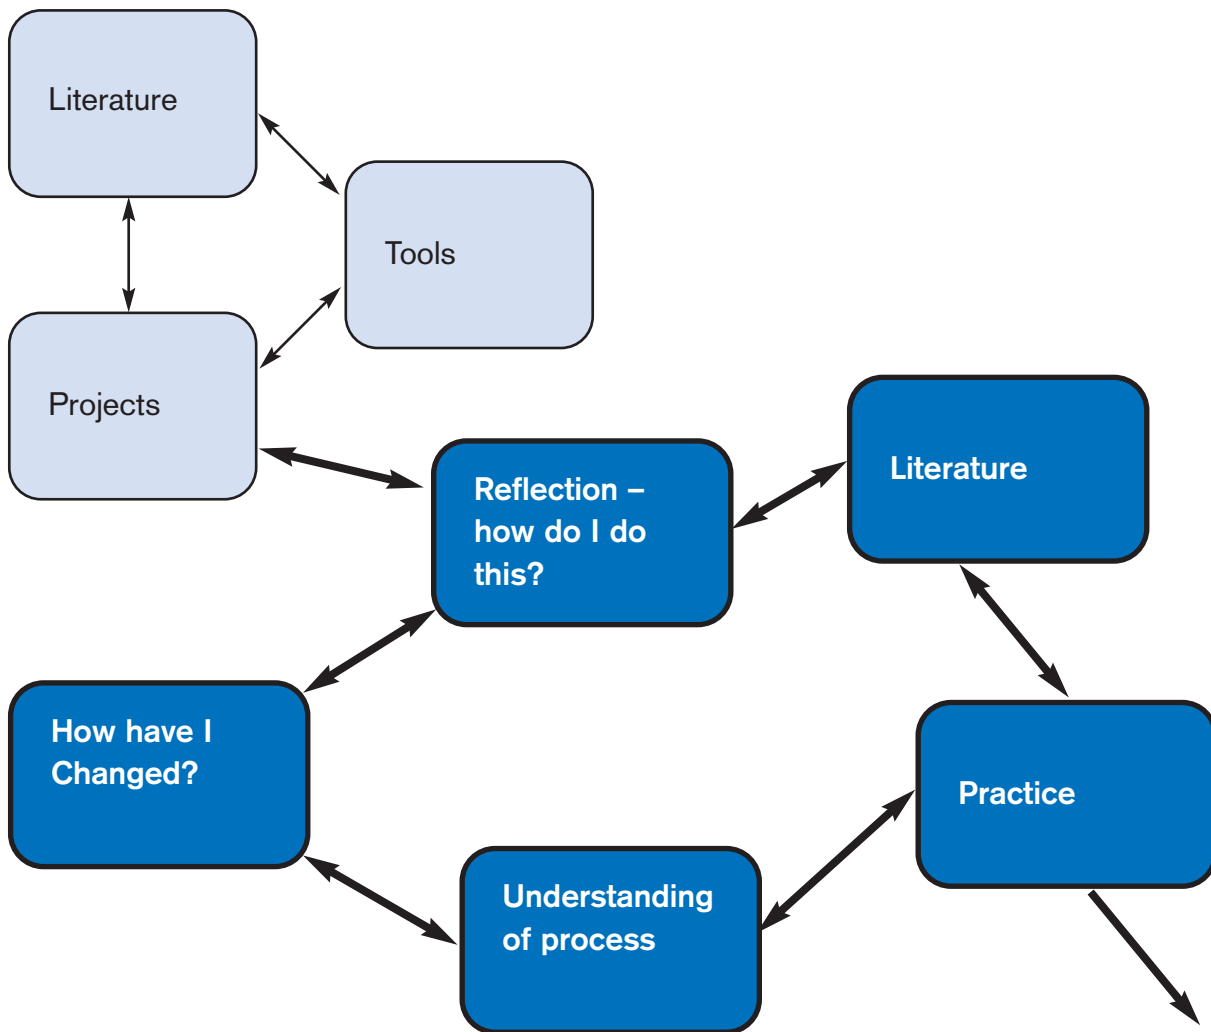 Literature
Tools
Projects
Reflection –
how do I do
this?
Literature
How have I
Changed?
Practice
Understanding
of process